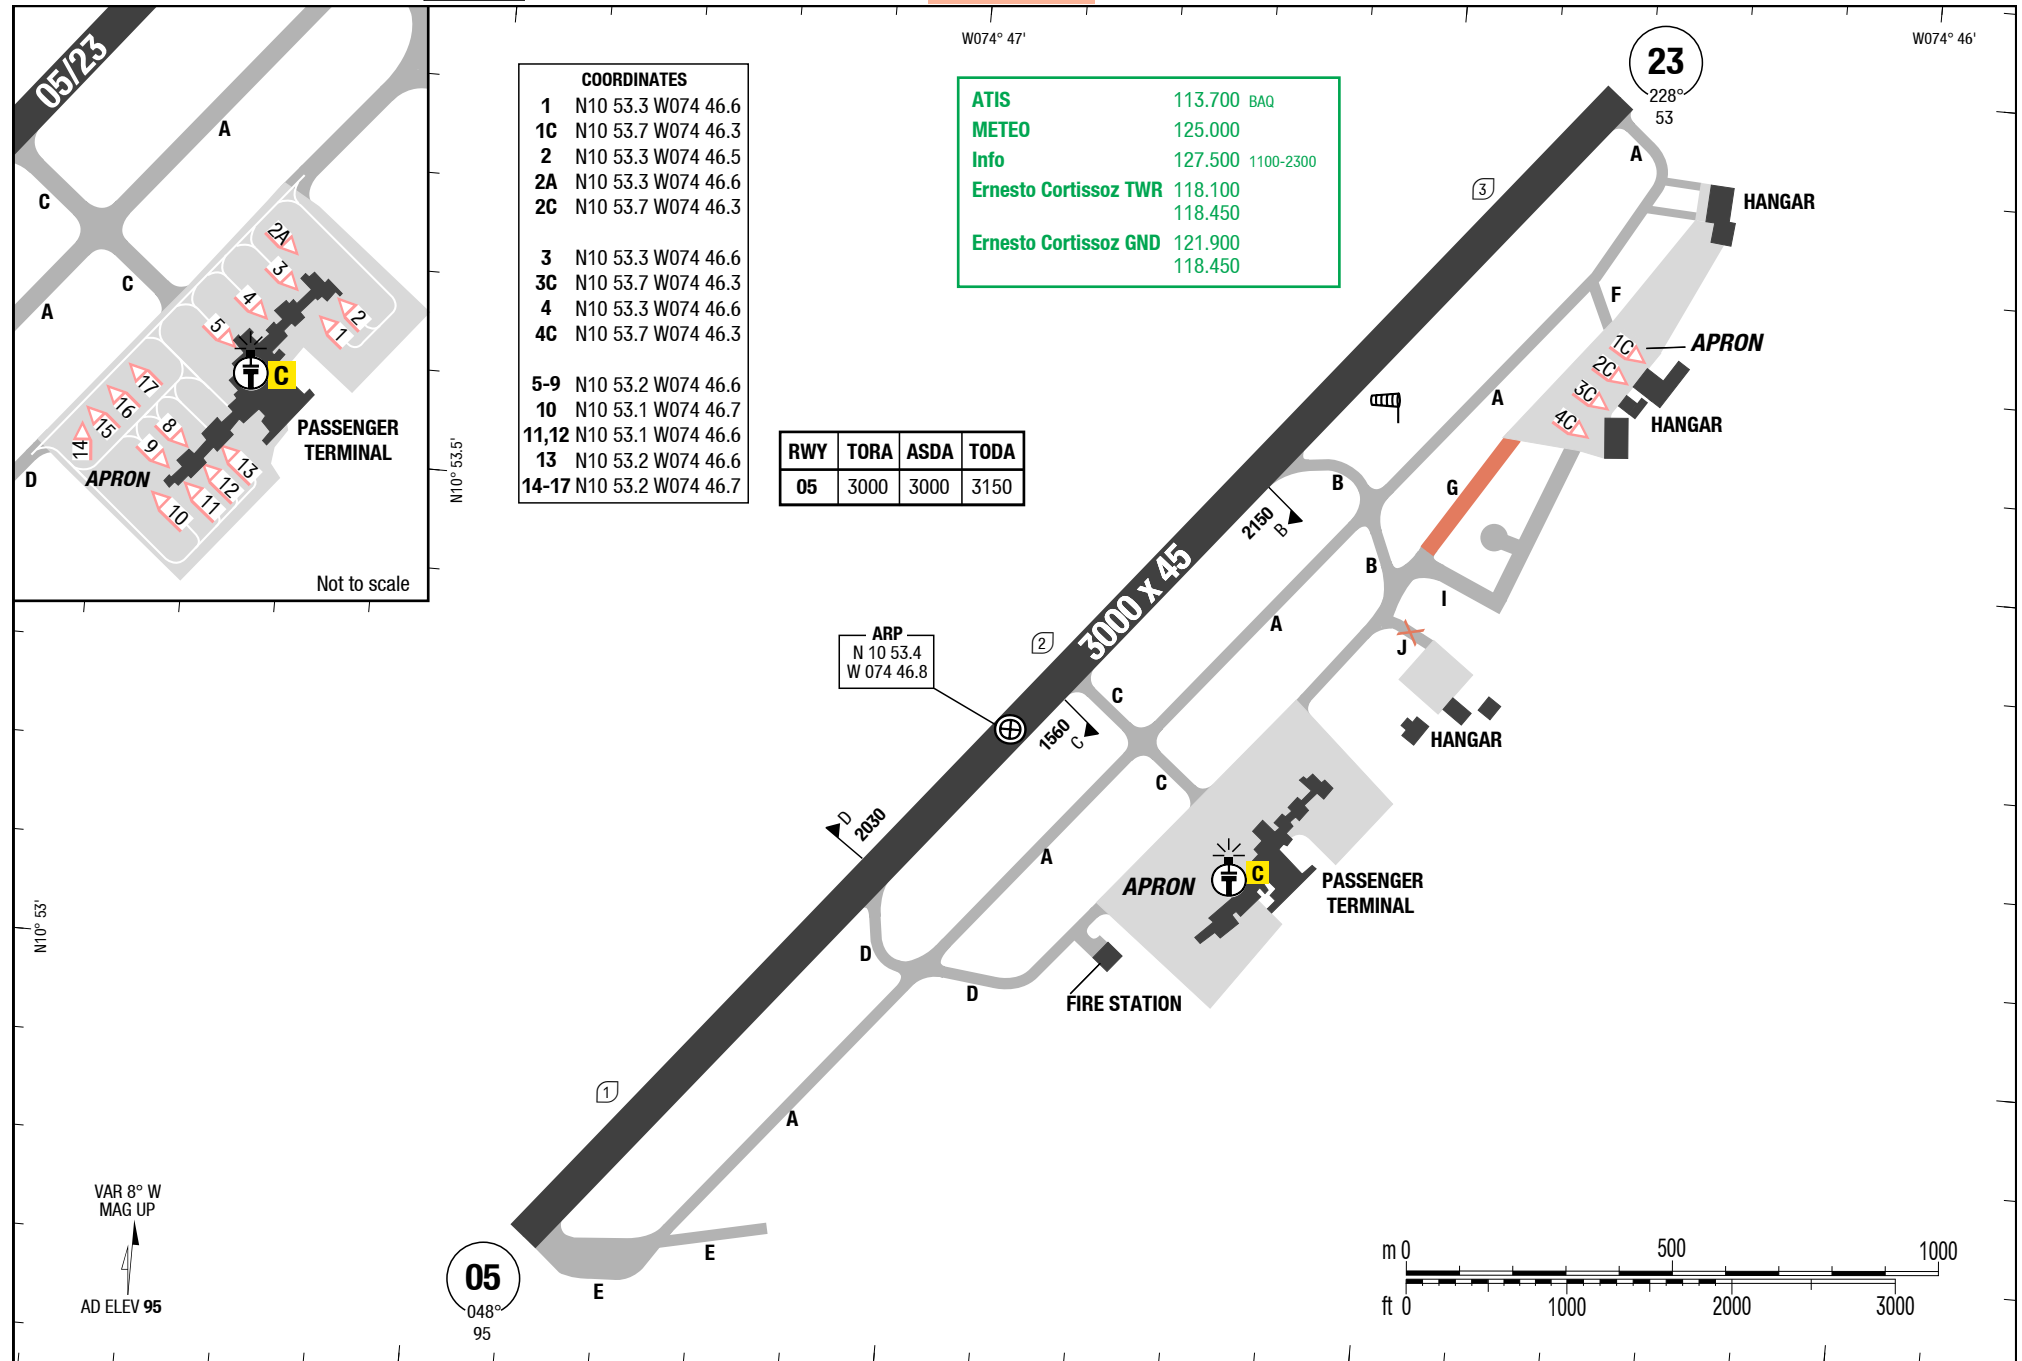 05/23
A
C
C
A
D
2A
3
4
5
2
1
C
17
16
15
14
8
9
13
12
11
10
APRON
PASSENGER
TERMINAL
Not to scale
COORDINATES
1 N10 53.3 W074 46.6
1C N10 53.7 W074 46.3
2 N10 53.3 W074 46.5
2A N10 53.3 W074 46.6
2C N10 53.7 W074 46.3
3 N10 53.3 W074 46.6
3C N10 53.7 W074 46.3
4 N10 53.3 W074 46.6
4C N10 53.7 W074 46.3
5-9 N10 53.2 W074 46.6
10 N10 53.1 W074 46.7
11,12 N10 53.1 W074 46.6
13 N10 53.2 W074 46.6
14-17 N10 53.2 W074 46.7
W074° 47'
W074° 46'
N10° 53.5'
N10° 53'
ATIS 113.700 BAQ
METEO 125.000
Info 127.500 1100-2300
Ernesto Cortissoz TWR 118.100
118.450
Ernesto Cortissoz GND 121.900
118.450
RWY TORA ASDA TODA
05 3000 3000 3150
23
228°
53
A
3
HANGAR
F
1C
2C
3C
4C
APRON
HANGAR
A
G
B
2150
B
B
I
J
HANGAR
3000 x 45
A
2
ARP
N 10 53.4
W 074 46.8
C
1560
C
C
D
2030
A
APRON
C
PASSENGER
TERMINAL
D
D
FIRE STATION
1
A
E
E
05
048°
95
VAR 8° W
MAG UP
AD ELEV 95
m 0 500 1000
ft 0 1000 2000 3000